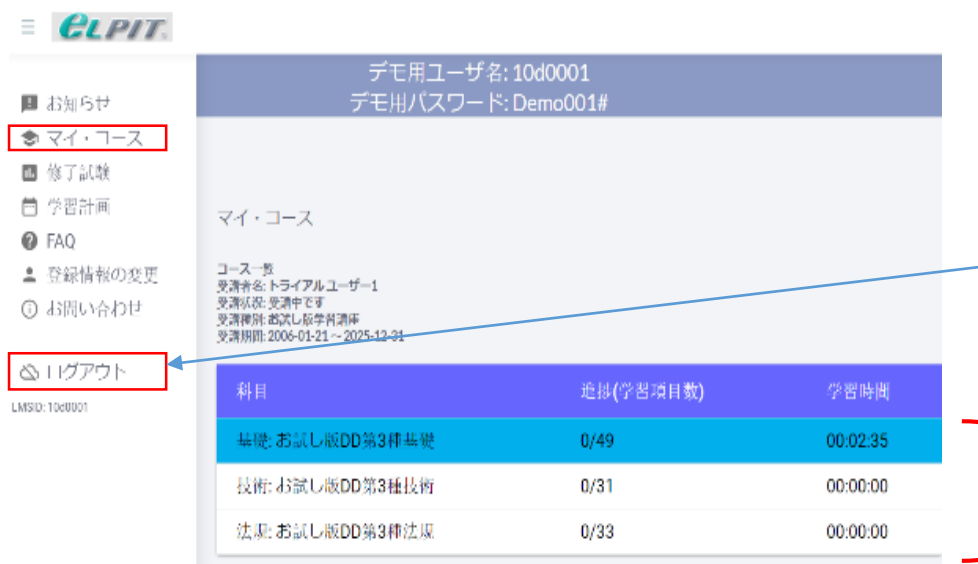 eLPIT
デモ用ユーザ名: 10d0001
デモ用パスワード: Demo001#
お知らせ
マイ・コース
修了試験
学習計画
FAQ
登録情報の変更
お問い合わせ
ログアウト
LMSID: 10d0001
マイ・コース
コース一覧
受講者名: トライアルユーザー1
受講状況: 受講中です
受講種別: お試し版学習講座
受講期間: 2006-01-21 ~ 2025-12-31
科目 進捗(学習項目数) 学習時間
基礎: お試し版DD第3種基礎 0/49 00:02:35
技術: お試し版DD第3種技術 0/31 00:00:00
法規: お試し版DD第3種法規 0/33 00:00:00